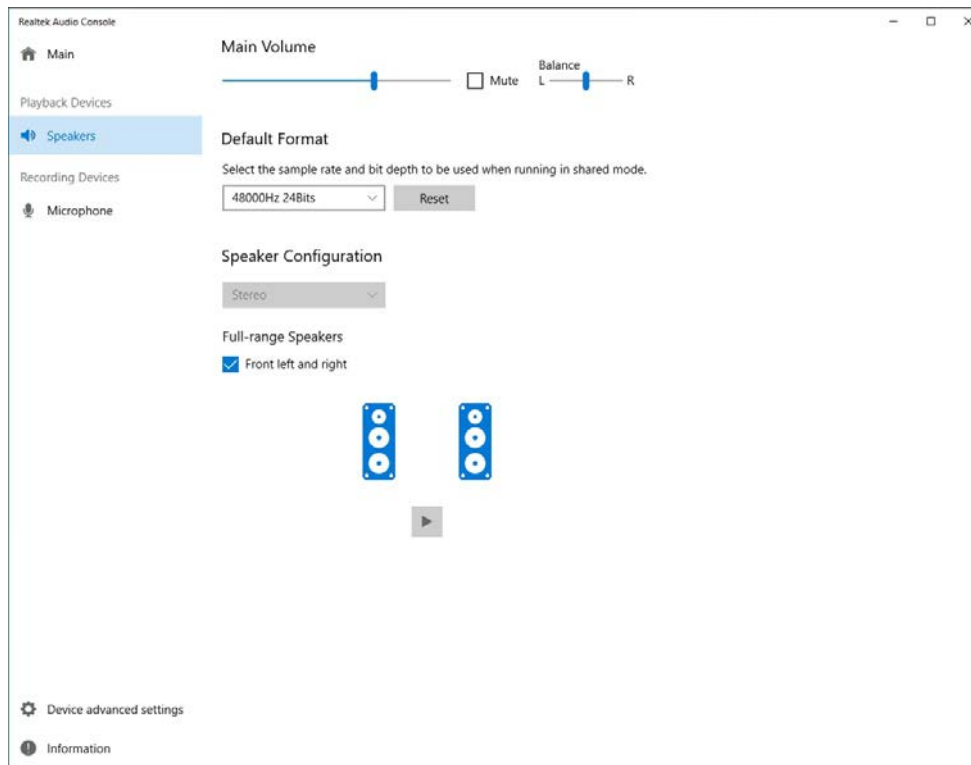 Realtek Audio Console
Main
Playback Devices
Speakers
Recording Devices
Microphone
Device advanced settings
Information
Main Volume
Mute
Balance
L
R
Default Format
Select the sample rate and bit depth to be used when running in shared mode.
48000Hz 24Bits
Reset
Speaker Configuration
Stereo
Full-range Speakers
Front left and right